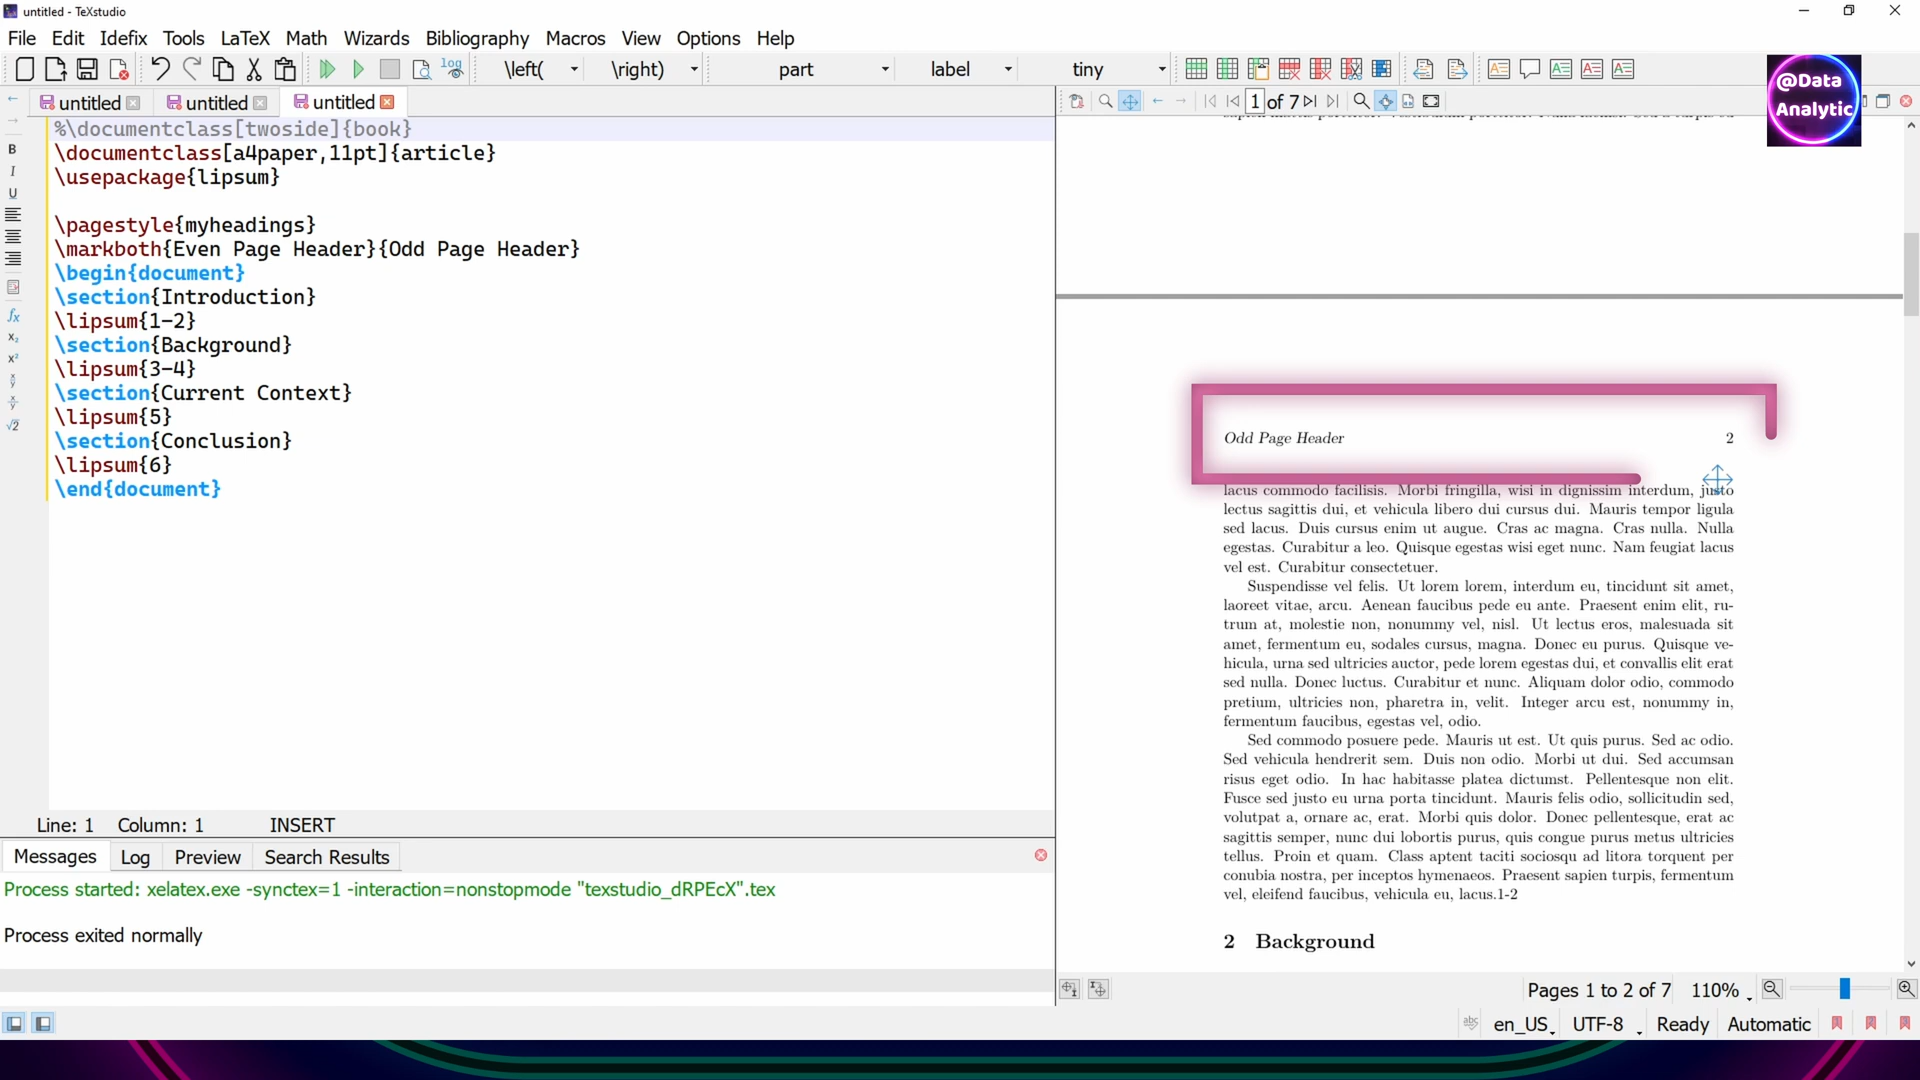 untitled - TeXstudio
File Edit Idefix Tools LaTeX Math Wizards Bibliography Macros View Options Help
log \left( \right) part label tiny
@Data
Analytic
untitled untitled untitled
1 of 7
%\documentclass[twoside]{book}
\documentclass[a4paper,11pt]{article}
\usepackage{lipsum}
\pagestyle{myheadings}
\markboth{Even Page Header}{Odd Page Header}
\begin{document}
\section{Introduction}
\lipsum{1-2}
\section{Background}
\lipsum{3-4}
\section{Current Context}
\lipsum{5}
\section{Conclusion}
\lipsum{6}
\end{document}
Line: 1 Column: 1 INSERT
Messages Log Preview Search Results
Process started: xelatex.exe -synctex=1 -interaction=nonstopmode "texstudio_dRPEcX".tex
Process exited normally
Odd Page Header 2
lacus commodo facilisis. Morbi fringilla, wisi in dignissim interdum, justo
lectus sagittis dui, et vehicula libero dui cursus dui. Mauris tempor ligula
sed lacus. Duis cursus enim ut augue. Cras ac magna. Cras nulla. Nulla
egestas. Curabitur a leo. Quisque egestas wisi eget nunc. Nam feugiat lacus
vel est. Curabitur consectetuer.
Suspendisse vel felis. Ut lorem lorem, interdum eu, tincidunt sit amet,
laoreet vitae, arcu. Aenean faucibus pede eu ante. Praesent enim elit, ru-
trum at, molestie non, nonummy vel, nisl. Ut lectus eros, malesuada sit
amet, fermentum eu, sodales cursus, magna. Donec eu purus. Quisque ve-
hicula, urna sed ultricies auctor, pede lorem egestas dui, et convallis elit erat
sed nulla. Donec luctus. Curabitur et nunc. Aliquam dolor odio, commodo
pretium, ultricies non, pharetra in, velit. Integer arcu est, nonummy in,
fermentum faucibus, egestas vel, odio.
Sed commodo posuere pede. Mauris ut est. Ut quis purus. Sed ac odio.
Sed vehicula hendrerit sem. Duis non odio. Morbi ut dui. Sed accumsan
risus eget odio. In hac habitasse platea dictumst. Pellentesque non elit.
Fusce sed justo eu urna porta tincidunt. Mauris felis odio, sollicitudin sed,
volutpat a, ornare ac, erat. Morbi quis dolor. Donec pellentesque, erat ac
sagittis semper, nunc dui lobortis purus, quis congue purus metus ultricies
tellus. Proin et quam. Class aptent taciti sociosqu ad litora torquent per
conubia nostra, per inceptos hymenaeos. Praesent sapien turpis, fermentum
vel, eleifend faucibus, vehicula eu, lacus.1-2
2 Background
Pages 1 to 2 of 7 110%
en_US UTF-8 Ready Automatic